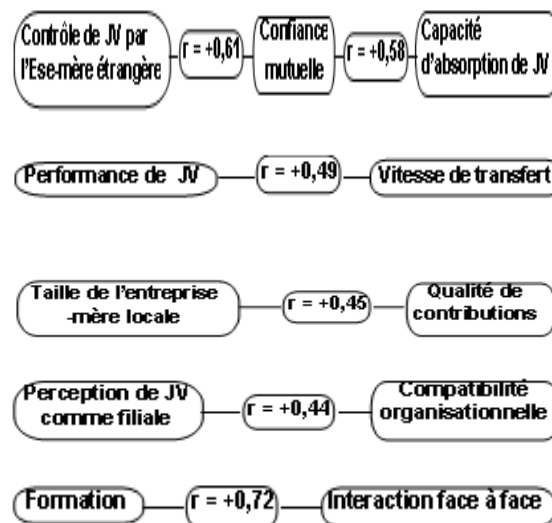 Contrôle de JV par
l'Ese-mère étrangère
r = +0,61
Confiance
mutuelle
r = +0,58
Capacité
d'absorption de JV
Performance de JV
r = +0,49
Vitesse de transfert
Taille de l'entreprise
-mère locale
r = +0,45
Qualité de
contributions
Perception de JV
comme filiale
r = +0,44
Compatibilité
organisationnelle
Formation
r = +0,72
Interaction face à face